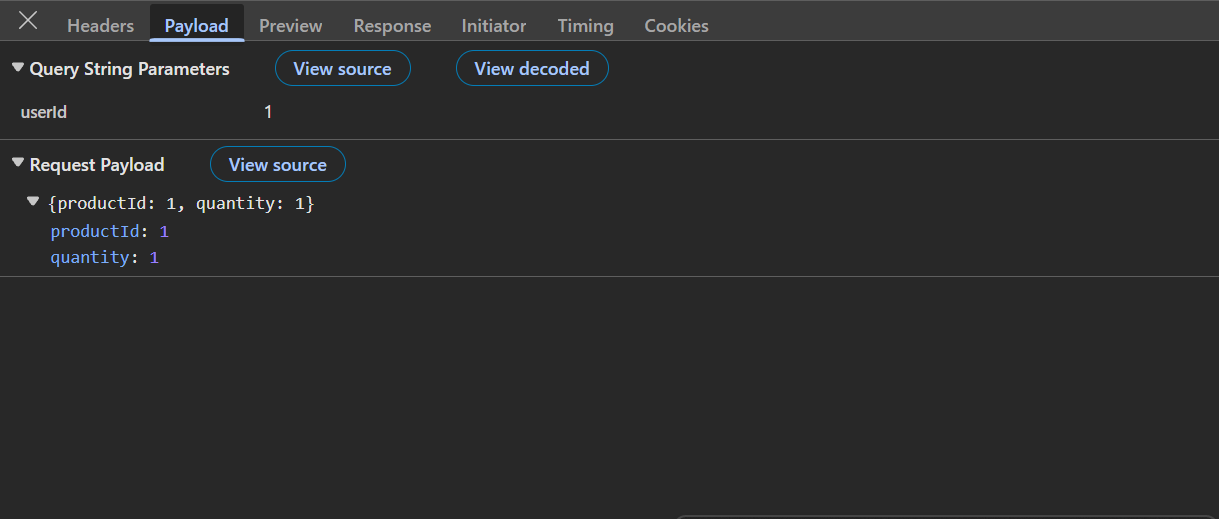 Headers Payload Preview Response Initiator Timing Cookies
Query String Parameters View source View decoded
userId 1
Request Payload View source
{productId: 1, quantity: 1}
productId: 1
quantity: 1